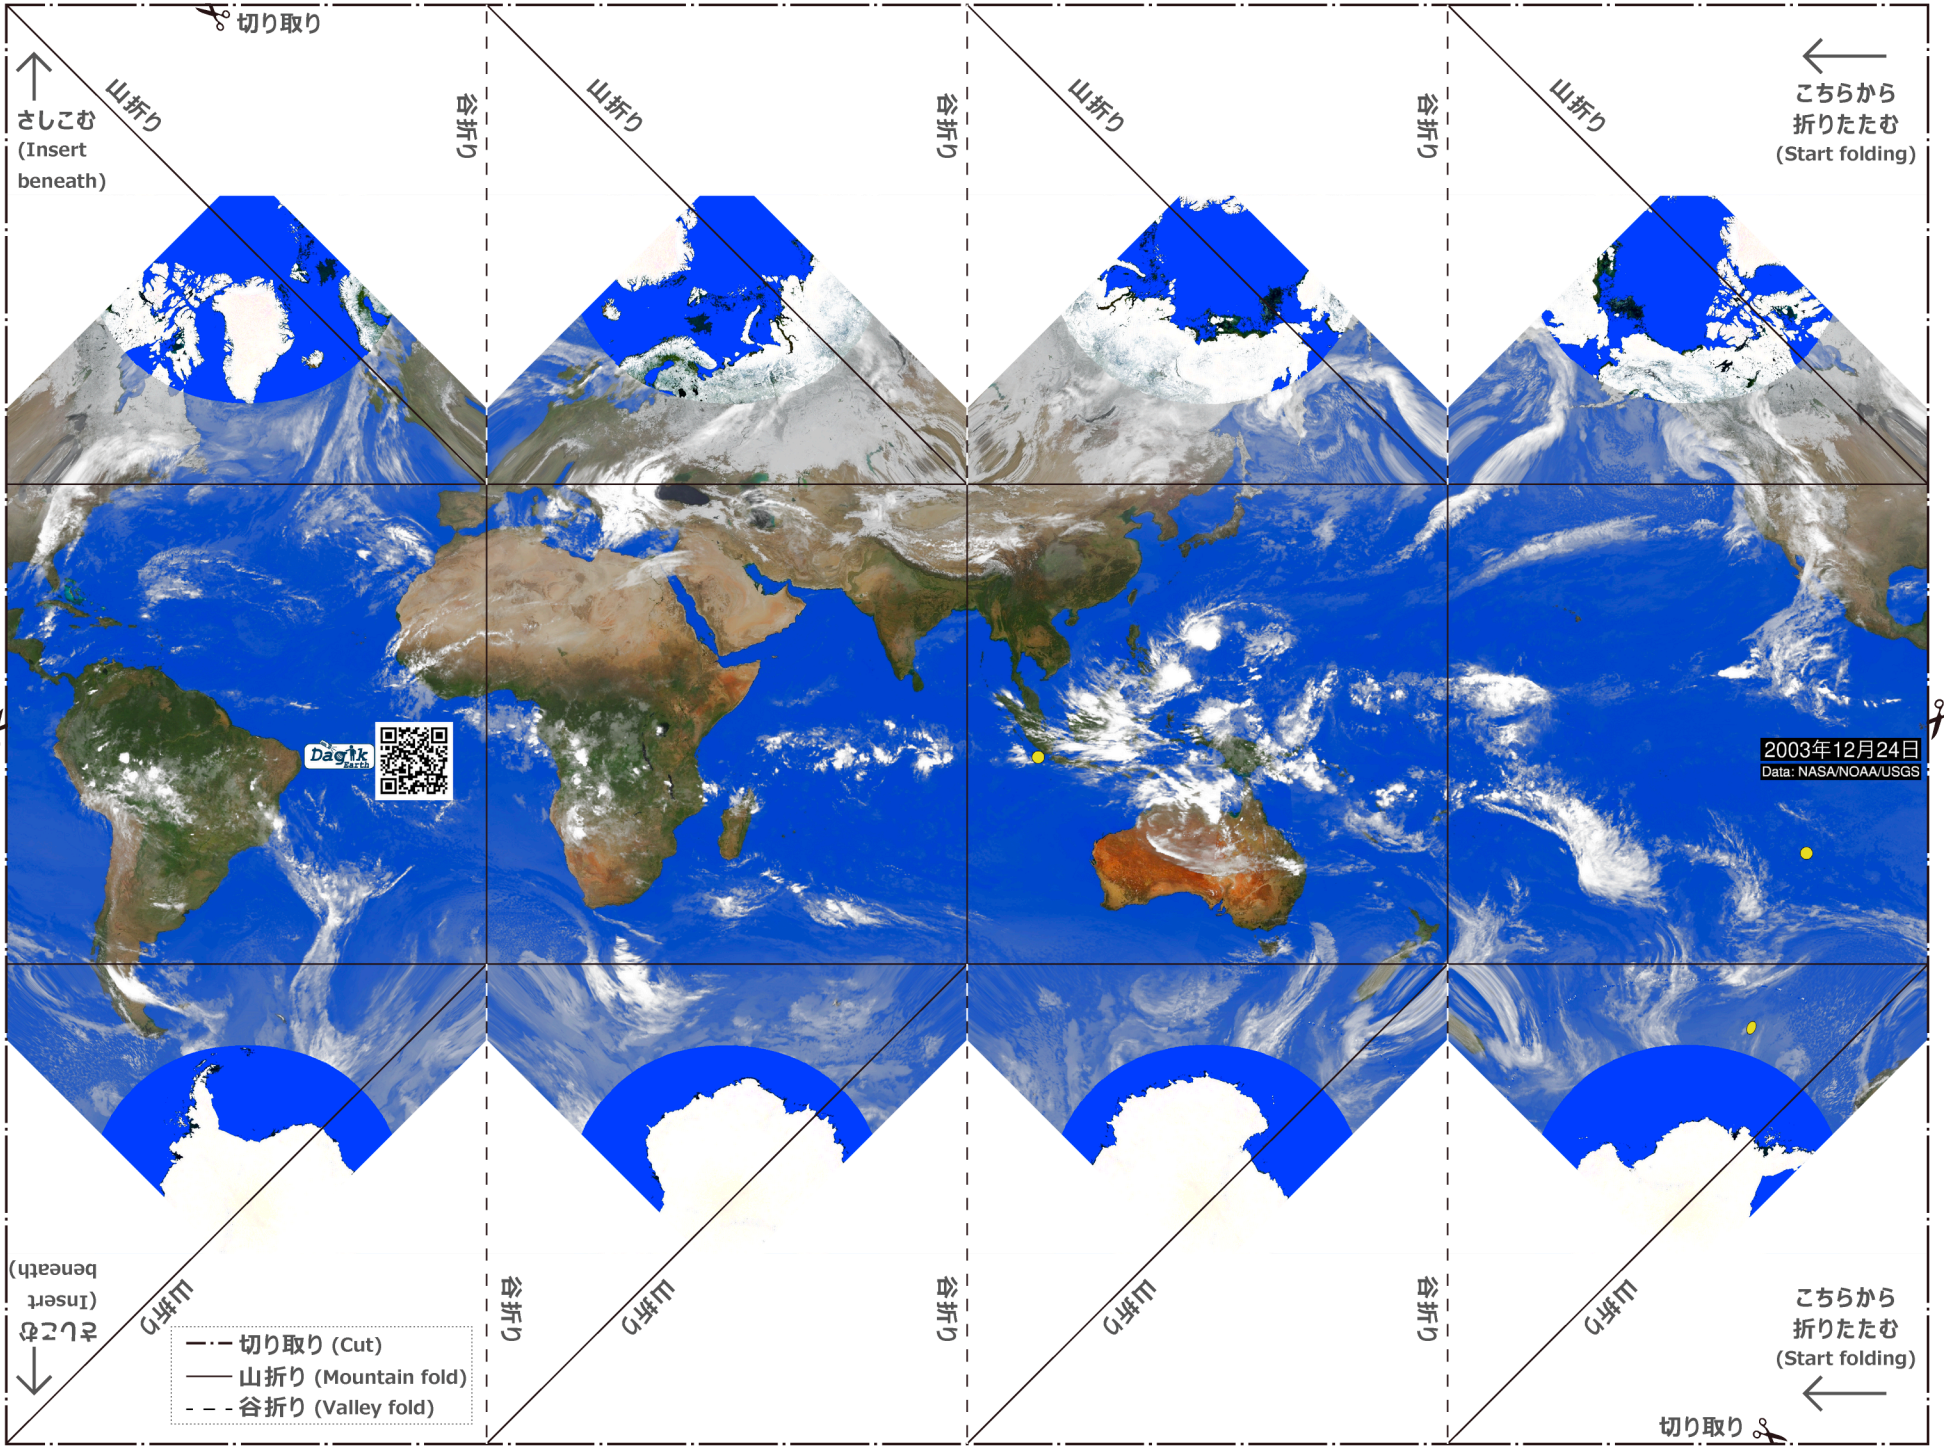 切り取り
山折り
谷折り
山折り
谷折り
山折り
谷折り
山折り
さしこむ
(Insert
beneath)
こちらから
折りたたむ
(Start folding)
Dagik
Earth
2003年12月24日
Data: NASA/NOAA/USGS
さしこむ
(Insert
beneath)
山折り
谷折り
山折り
谷折り
山折り
谷折り
山折り
切り取り (Cut)
山折り (Mountain fold)
谷折り (Valley fold)
こちらから
折りたたむ
(Start folding)
切り取り